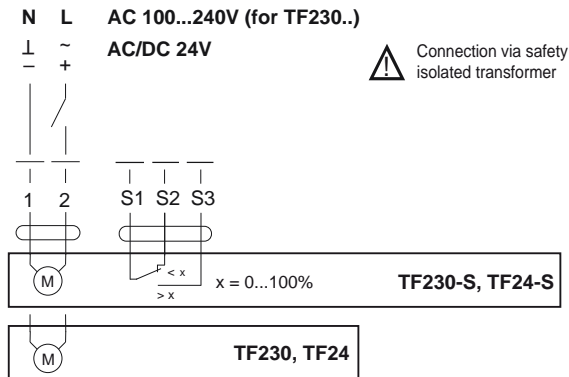 N L AC 100...240V (for TF230..)
⊥ ~ AC/DC 24V
− +
Connection via safety
isolated transformer
1 2 S1 S2 S3
M < x x = 0...100% TF230-S, TF24-S
> x
M TF230, TF24